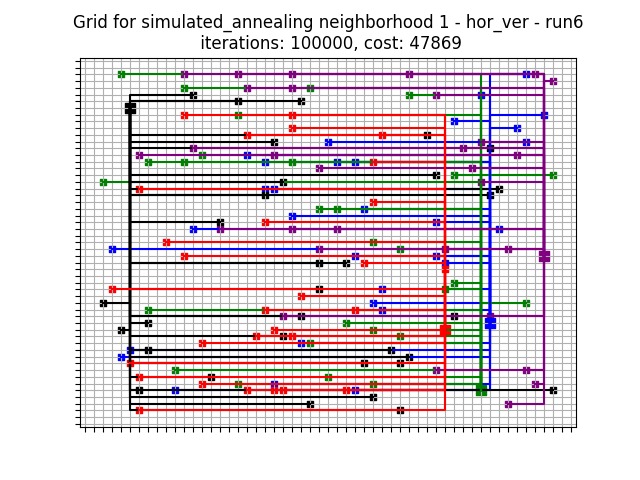 Grid for simulated_annealing neighborhood 1 - hor_ver - run6
iterations: 100000, cost: 47869